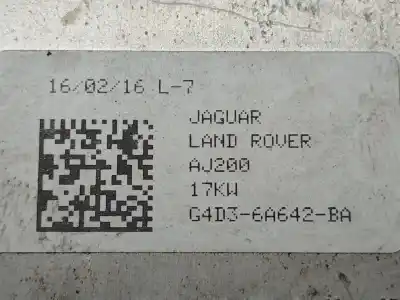 16/02/16 L-7
JAGUAR
LAND ROVER
AJ200
17KW
G4D3-6A642-BA